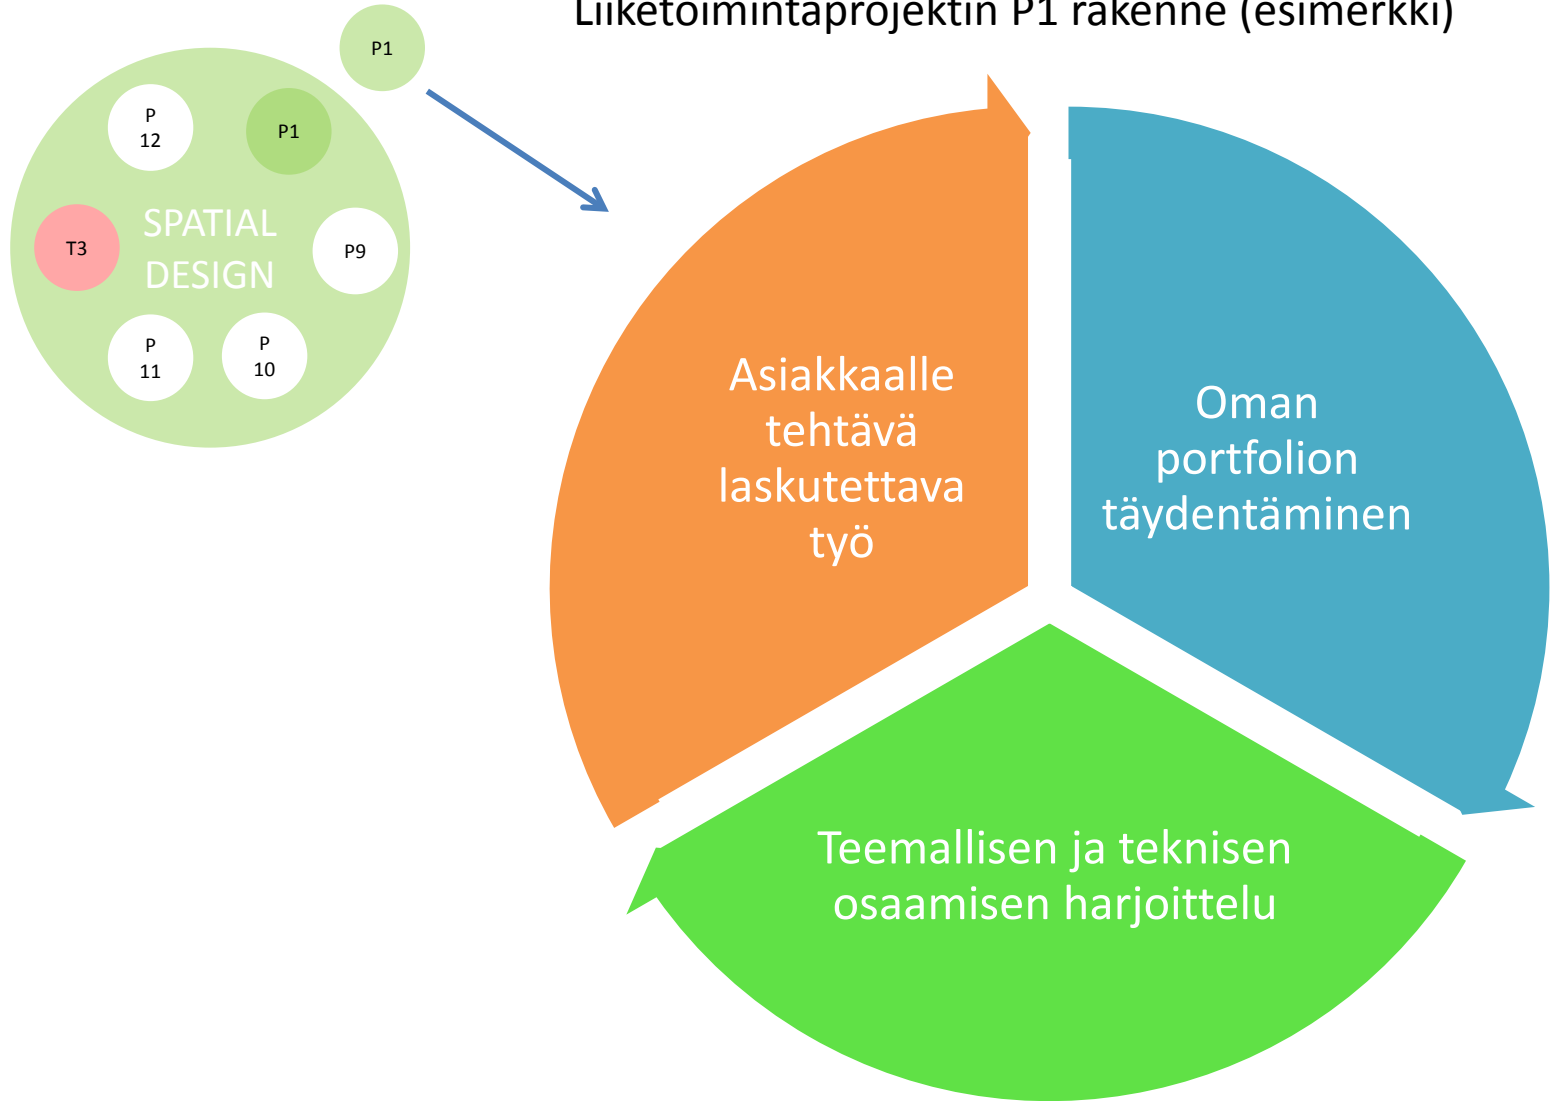 Liiketoimintaprojektin P1 rakenne (esimerkki)
P1
P
12
P1
T3
SPATIAL
DESIGN
P9
P
11
P
10
Asiakkaalle
tehtävä
laskutettava
työ
Oman
portfolion
täydentäminen
Teemallisen ja teknisen
osaamisen harjoittelu